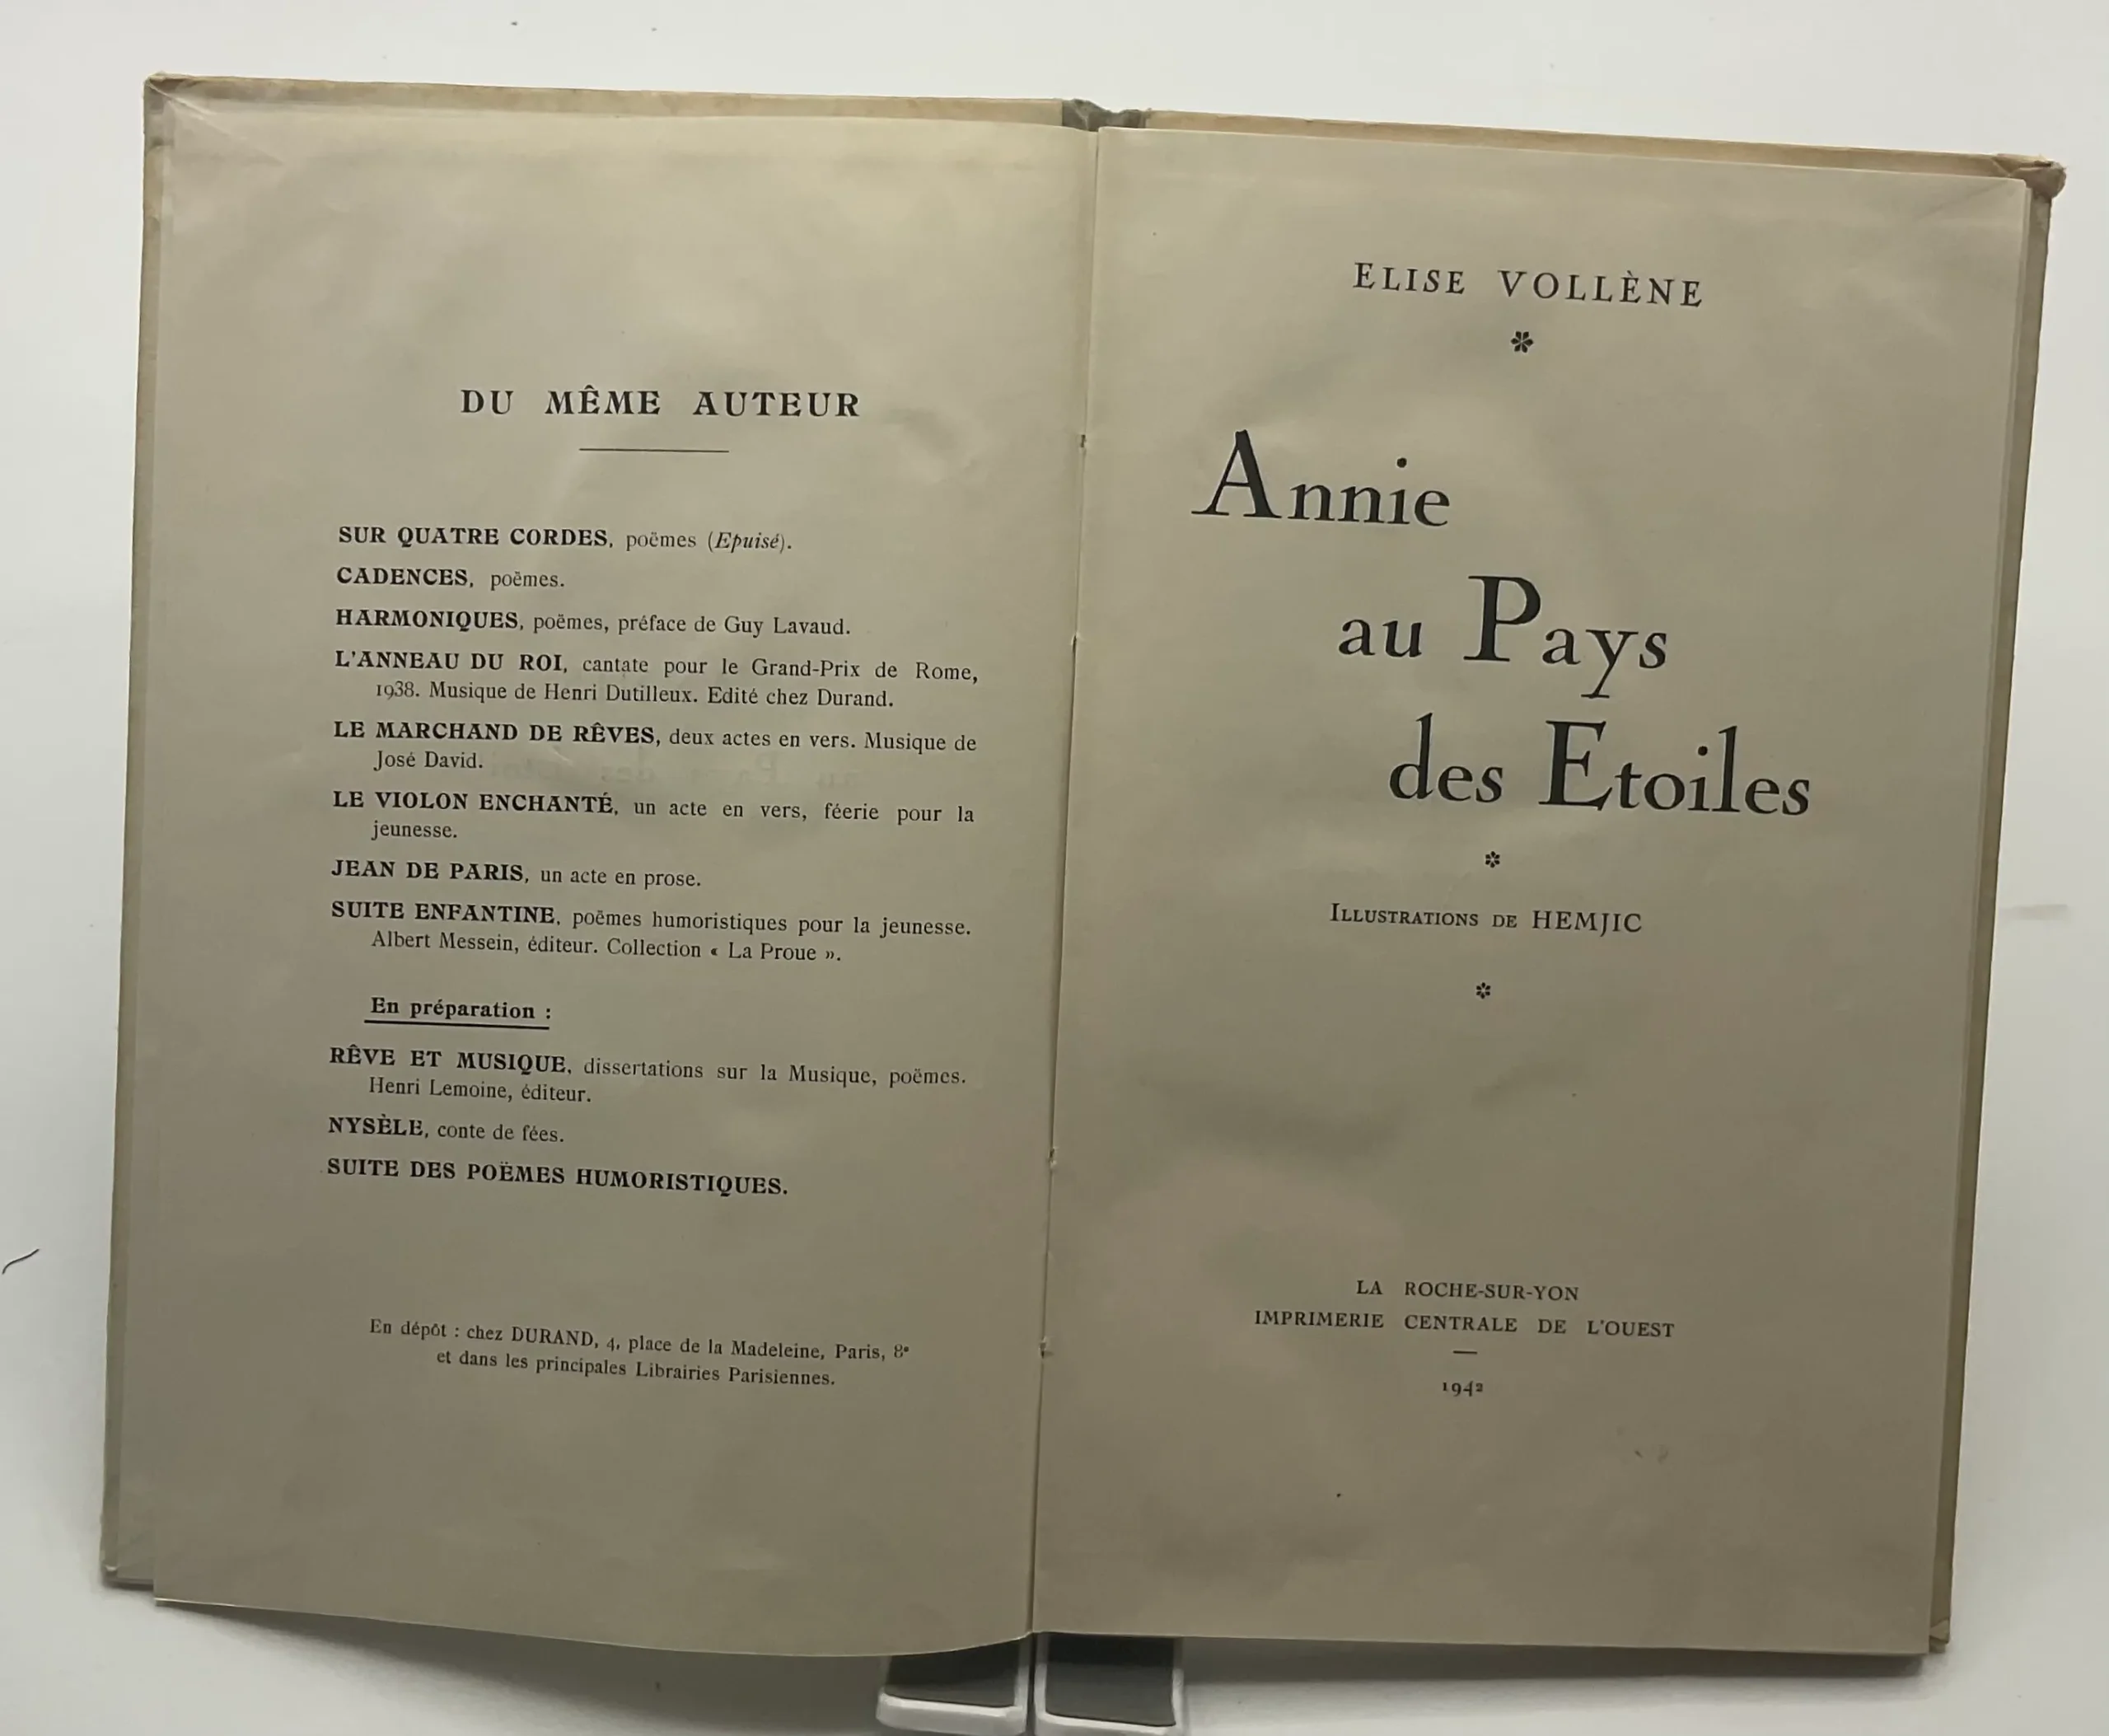 DU MÊME AUTEUR
SUR QUATRE CORDES, poëmes (Epuisé).
CADENCES, poëmes.
HARMONIQUES, poëmes, préface de Guy Lavaud.
L'ANNEAU DU ROI, cantate pour le Grand-Prix de Rome,
1938. Musique de Henri Dutilleux. Edité chez Durand.
LE MARCHAND DE RÊVES, deux actes en vers. Musique de
José David.
LE VIOLON ENCHANTÉ, un acte en vers, féerie pour la
jeunesse.
JEAN DE PARIS, un acte en prose.
SUITE ENFANTINE, poëmes humoristiques pour la jeunesse.
Albert Messein, éditeur. Collection « La Proue ».
En préparation :
RÊVE ET MUSIQUE, dissertations sur la Musique, poëmes.
Henri Lemoine, éditeur.
NYSÈLE, conte de fées.
SUITE DES POËMES HUMORISTIQUES.
En dépôt : chez DURAND, 4, place de la Madeleine, Paris, 8e
et dans les principales Librairies Parisiennes.
ELISE VOLLÈNE
Annie
au Pays
des Etoiles
ILLUSTRATIONS DE HEMJIC
LA ROCHE-SUR-YON
IMPRIMERIE CENTRALE DE L'OUEST
1942